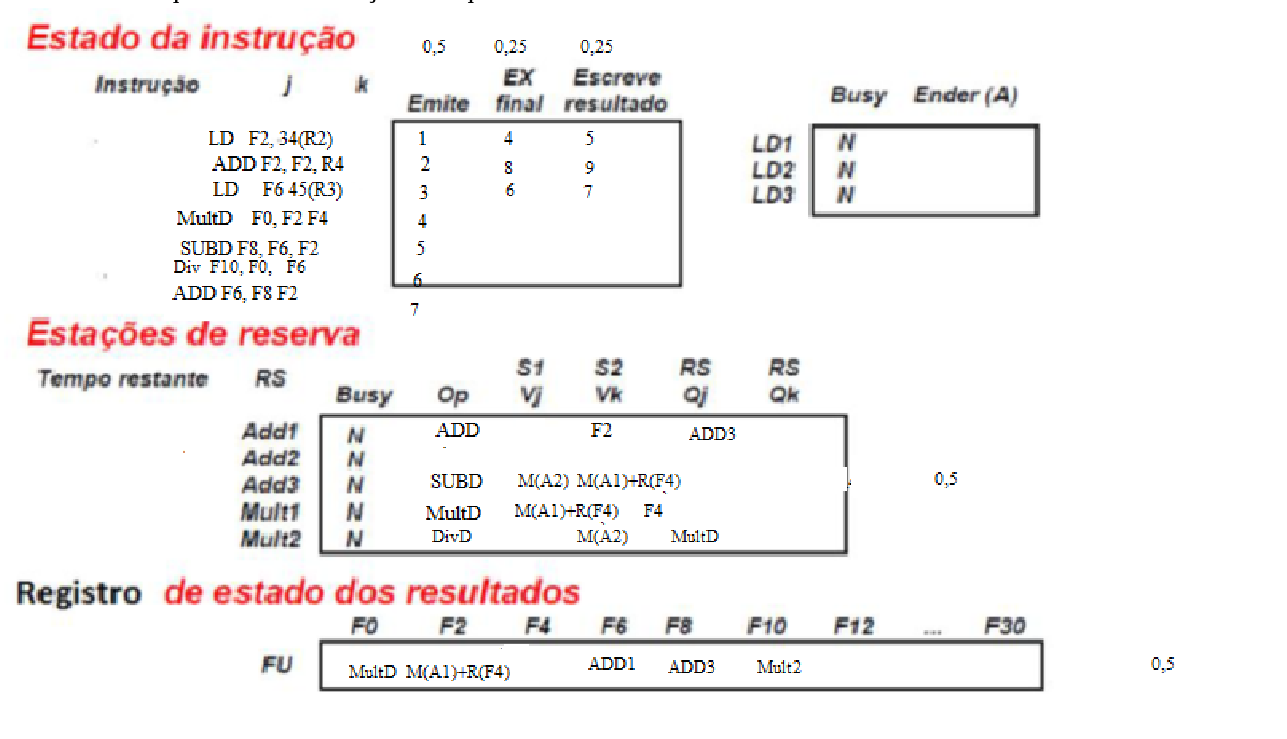 Estado da instrução 0,5 0,25 0,25
Instrução j k Emite EX final Escreve resultado Busy Ender (A)
LD F2, 34(R2) 1 4 5 LD1 N
ADD F2, F2, R4 2 8 9 LD2 N
LD F6 45(R3) 3 6 7 LD3 N
MultD F0, F2 F4 4
SUBD F8, F6, F2 5
Div F10, F0, F6 6
ADD F6, F8 F2 7
Estações de reserva
Tempo restante RS Busy Op S1 Vj S2 Vk RS Qj RS Qk
Add1 N ADD F2 ADD3
Add2 N
Add3 N SUBD M(A2) M(A1)+R(F4) 0,5
Mult1 N MultD M(A1)+R(F4) F4
Mult2 N DivD M(A2) MultD
Registro de estado dos resultados
F0 F2 F4 F6 F8 F10 F12 ... F30
FU MultD M(A1)+R(F4) ADD1 ADD3 Mult2 0,5